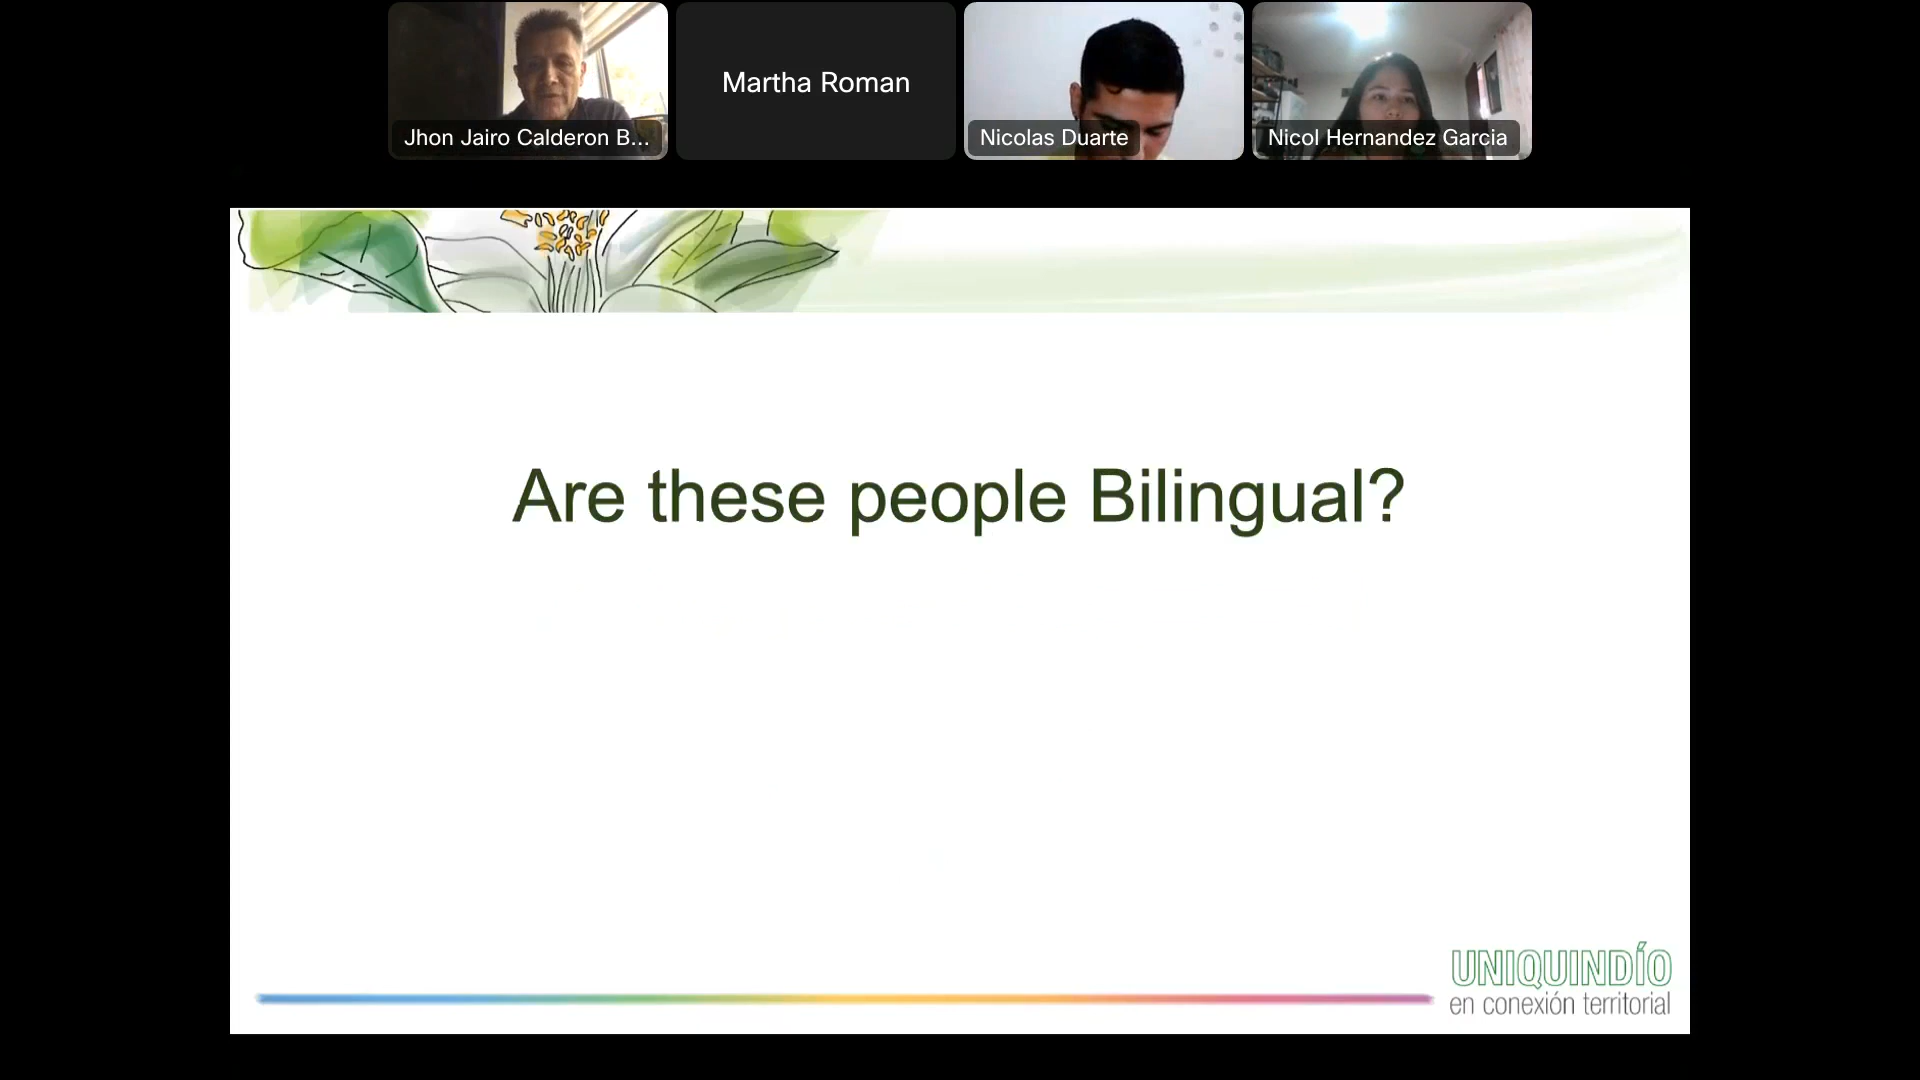 Jhon Jairo Calderon B...
Martha Roman
Nicolas Duarte
Nicol Hernandez Garcia
Are these people Bilingual?
UNIQUINDÍO
en conexión territorial